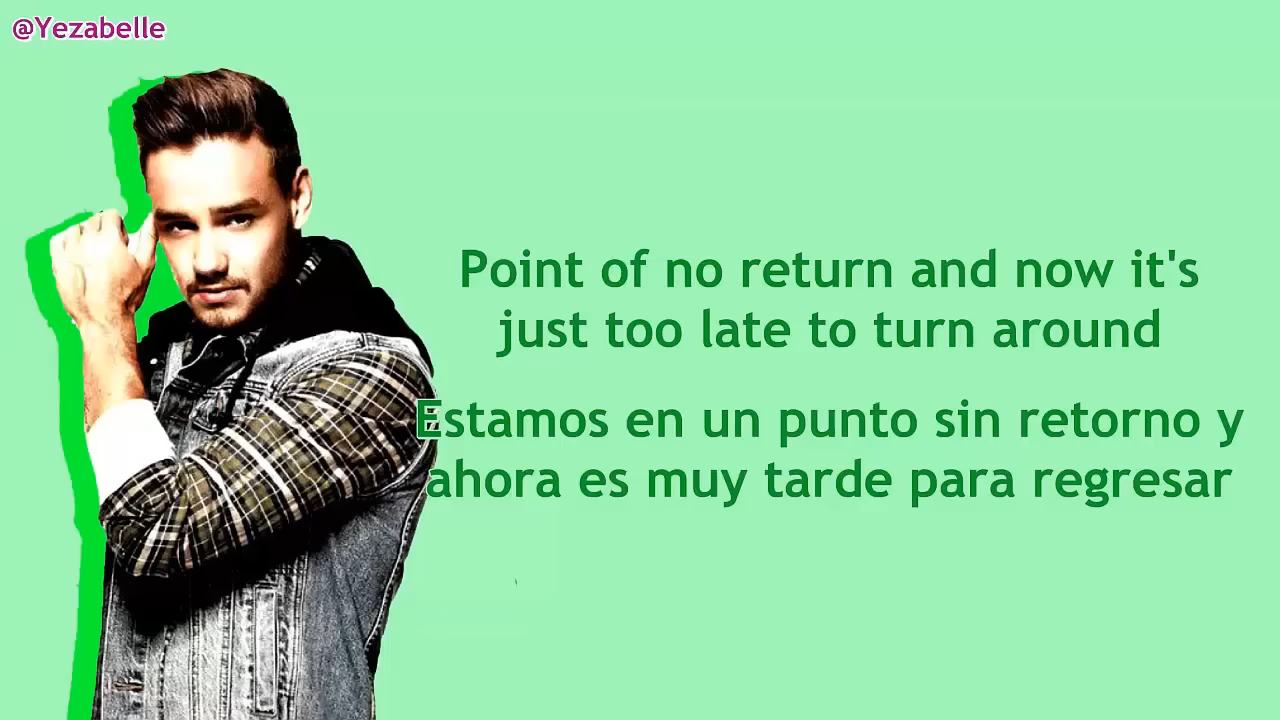 @Yezabelle
Point of no return and now it's
just too late to turn around
Estamos en un punto sin retorno y
ahora es muy tarde para regresar